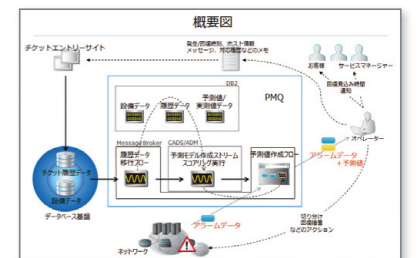 概要図
チケットエントリーサイト
発生/回復時刻、ホスト情報
メッセージ、対応履歴などのメモ
お客様 サービスマネージャー
回復見込み時間
通知
オペレーター
DB2
PMQ
設備データ
履歴データ
予測値/
実測値データ
Message Broker
CADS/ADM
履歴データ
移行フロー
予測モデル作成ストリーム
スコアリング実行
予測値作成フロー
アラームデータ
+予測値
チケット履歴データ
設備データ
データベース基盤
アラームデータ
切り分け
回復措置
などのアクション
ネットワーク